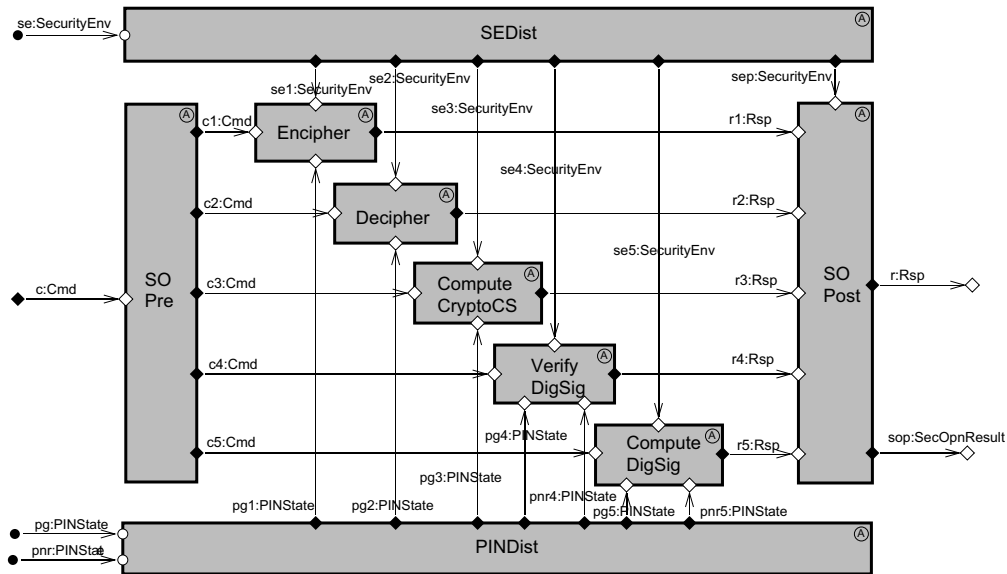 se:SecurityEnv
A
SEDist
se1:SecurityEnv
se2:SecurityEnv
se3:SecurityEnv
sep:SecurityEnv
A
c1:Cmd
A
Encipher
r1:Rsp
A
se4:SecurityEnv
c2:Cmd
A
Decipher
r2:Rsp
se5:SecurityEnv
c:Cmd
SO
Pre
c3:Cmd
A
Compute
CryptoCS
r3:Rsp
SO
Post
r:Rsp
c4:Cmd
A
Verify
DigSig
r4:Rsp
c5:Cmd
pg4:PINState
A
Compute
DigSig
r5:Rsp
sop:SecOpnResult
pg1:PINState
pg2:PINState
pg3:PINState
pnr4:PINState
pg5:PINState
pnr5:PINState
pg:PINState
pnr:PINState
A
PINDist